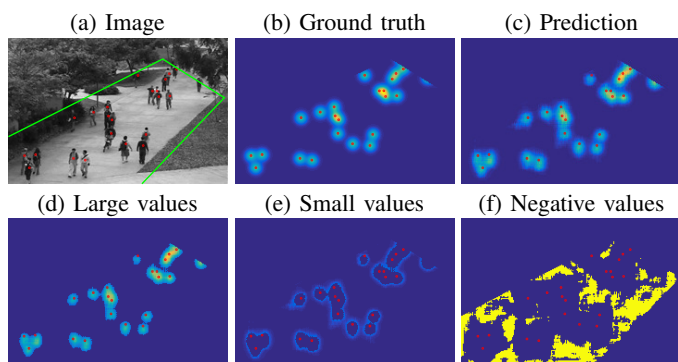 (a) Image
(b) Ground truth
(c) Prediction
(d) Large values
(e) Small values
(f) Negative values